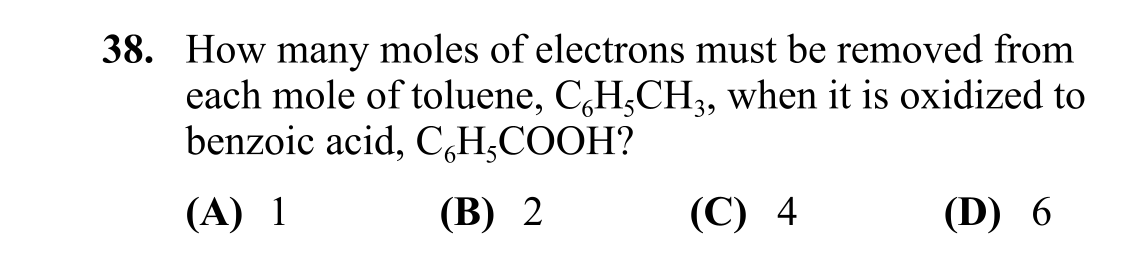 38. How many moles of electrons must be removed from
each mole of toluene, C₆H₅CH₃, when it is oxidized to
benzoic acid, C₆H₅COOH?
(A) 1 (B) 2 (C) 4 (D) 6